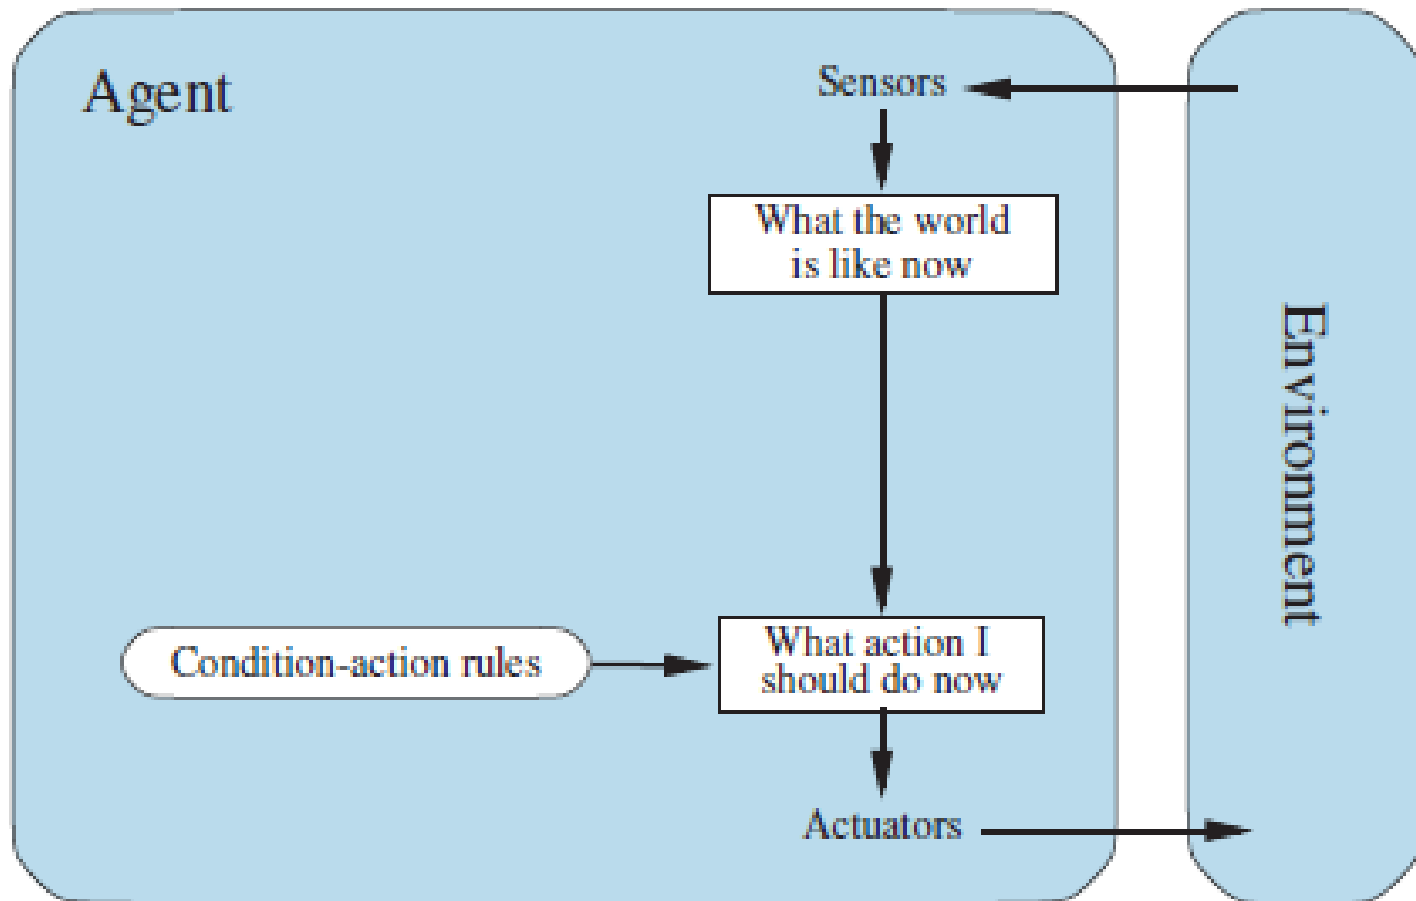 Agent
Sensors
What the world
is like now
Environment
Condition-action rules
What action I
should do now
Actuators